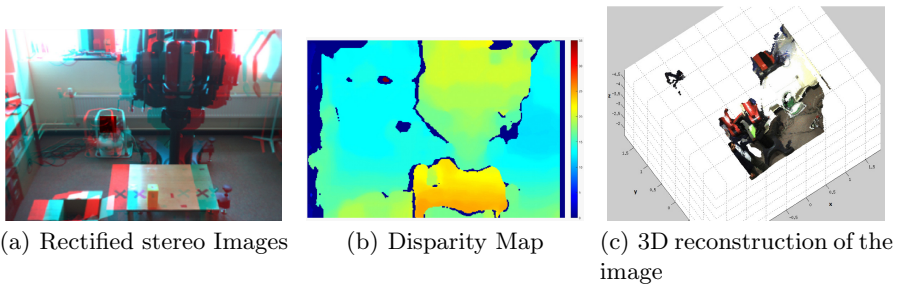 (a) Rectified stereo Images
(b) Disparity Map
(c) 3D reconstruction of the
image
x
y
z